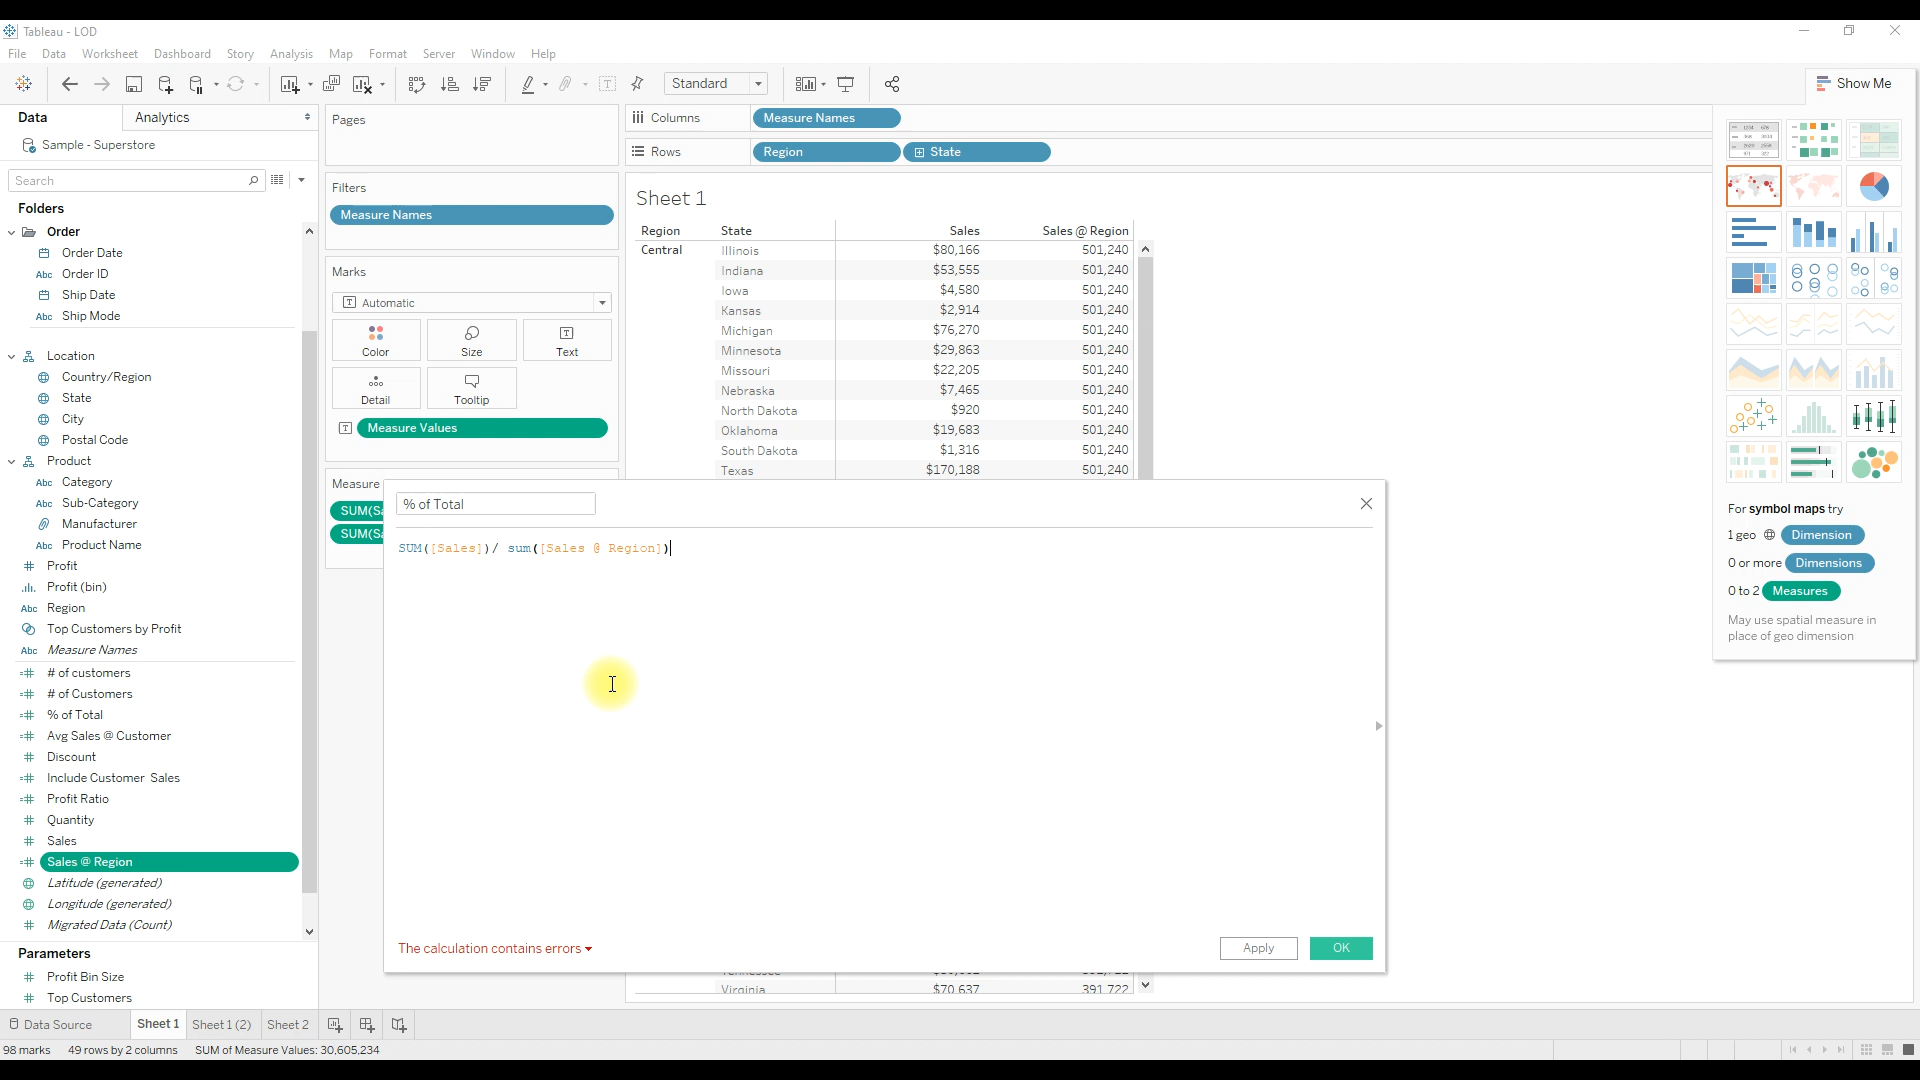 Tableau - LOD
File Data Worksheet Dashboard Story Analysis Map Format Server Window Help
Standard
Show Me
Data Analytics
Sample - Superstore
Search
Folders
Order
Order Date
Abc Order ID
Ship Date
Abc Ship Mode
Location
Country/Region
State
City
Postal Code
Product
Abc Category
Abc Sub-Category
Manufacturer
Abc Product Name
# Profit
Profit (bin)
Abc Region
Top Customers by Profit
Abc Measure Names
=# # of customers
=# # of Customers
=# % of Total
=# Avg Sales @ Customer
# Discount
=# Include Customer Sales
=# Profit Ratio
# Quantity
# Sales
=# Sales @ Region
Latitude (generated)
Longitude (generated)
# Migrated Data (Count)
Parameters
# Profit Bin Size
# Top Customers
Pages
Filters
Measure Names
Marks
T Automatic
Color Size Text
Detail Tooltip
Measure Values
Measure
SUM(Sa
SUM(Sa
Columns Measure Names
Rows Region State
Sheet 1
Region State Sales Sales @ Region
Central Illinois $80,166 501,240
Indiana $53,555 501,240
Iowa $4,580 501,240
Kansas $2,914 501,240
Michigan $76,270 501,240
Minnesota $29,863 501,240
Missouri $22,205 501,240
Nebraska $7,465 501,240
North Dakota $920 501,240
Oklahoma $19,683 501,240
South Dakota $1,316 501,240
Texas $170,188 501,240
% of Total
SUM([Sales])/ sum([Sales @ Region])
The calculation contains errors
Apply OK
Tennessee
Virginia $70,637 391,722
For symbol maps try
1 geo Dimension
0 or more Dimensions
0 to 2 Measures
May use spatial measure in
place of geo dimension
Data Source Sheet 1 Sheet 1 (2) Sheet 2
98 marks 49 rows by 2 columns SUM of Measure Values: 30,605,234